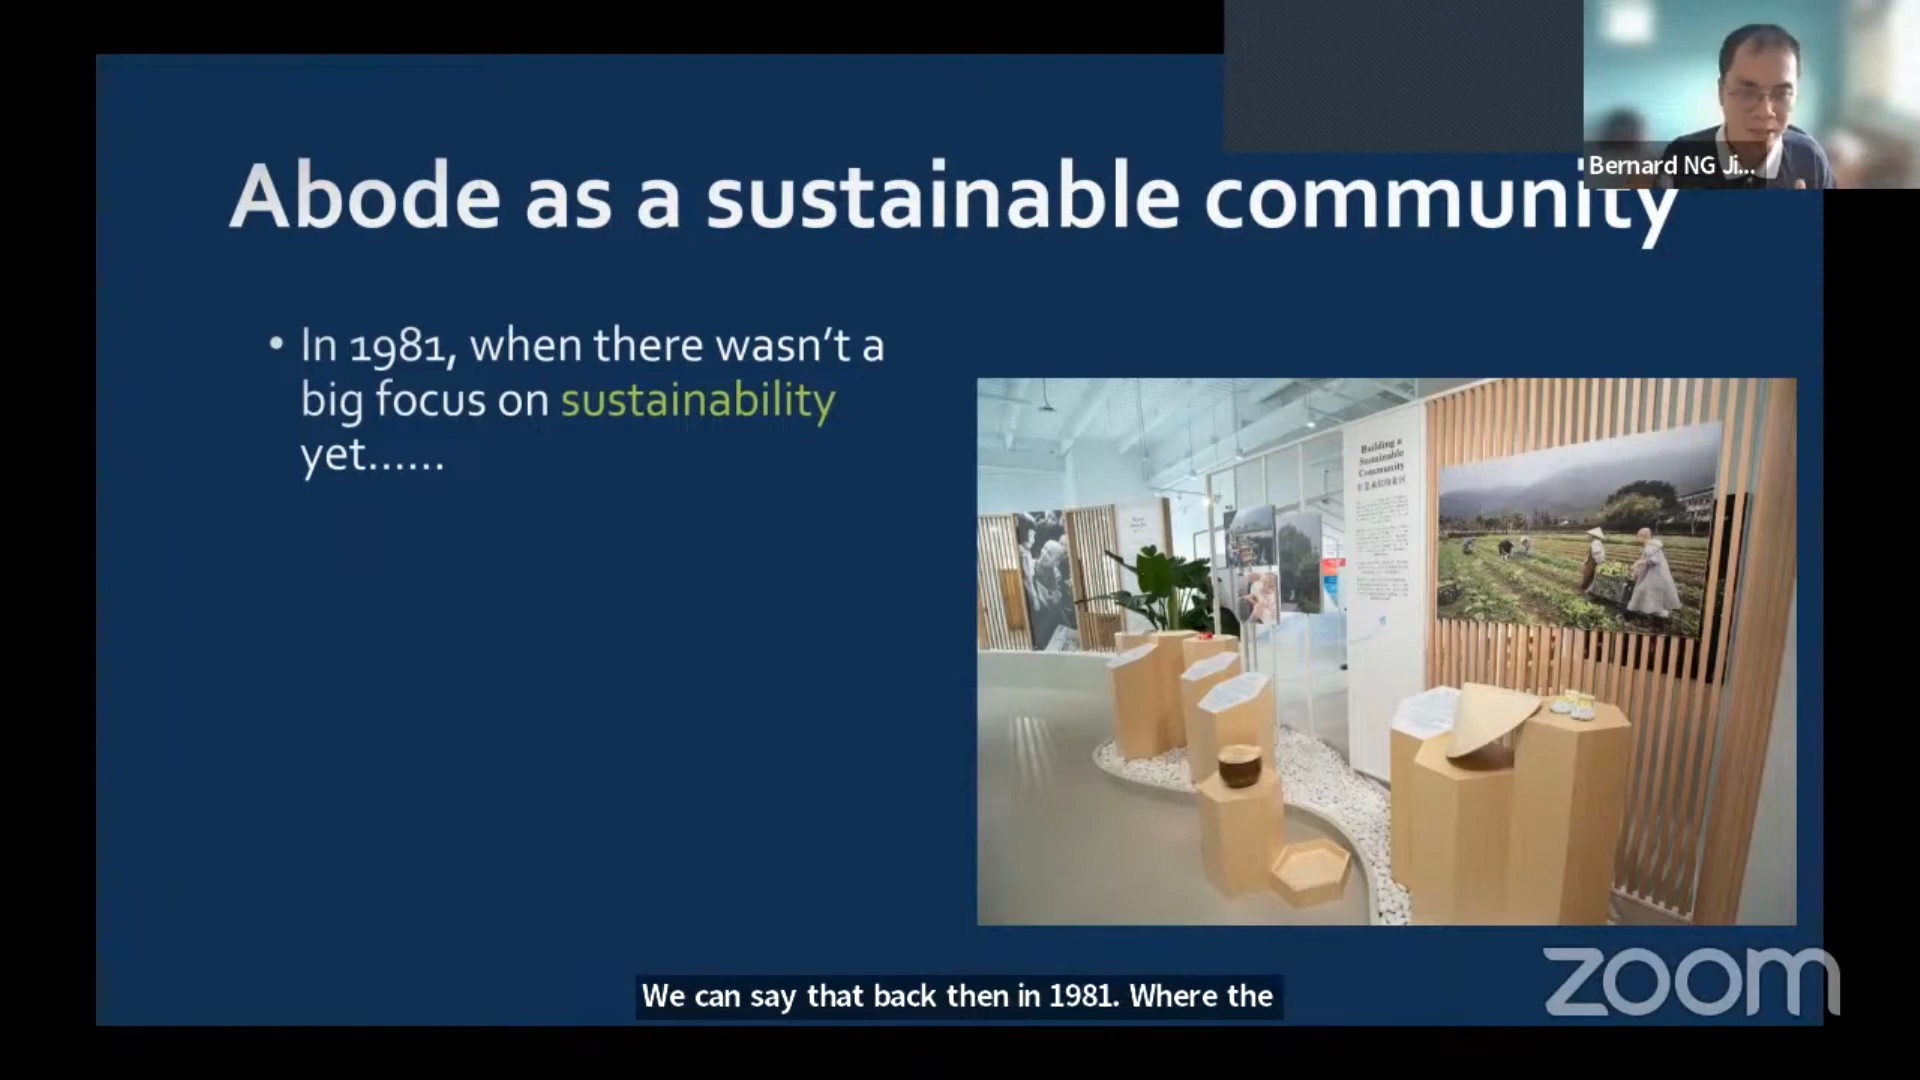 Bernard NG Ji...
Abode as a sustainable community
• In 1981, when there wasn't a
big focus on sustainability
yet......
Building a
Sustainable
Community
We can say that back then in 1981. Where the
zoom